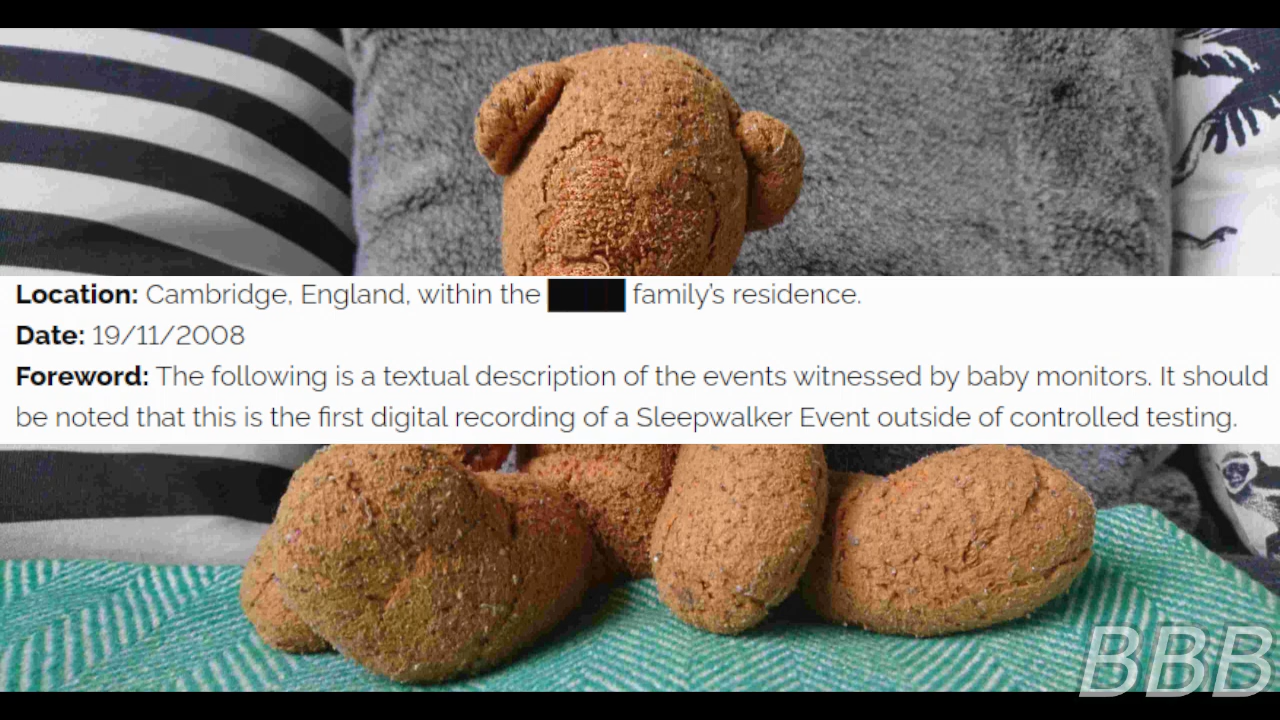 Location: Cambridge, England, within the family's residence.
Date: 19/11/2008
Foreword: The following is a textual description of the events witnessed by baby monitors. It should
be noted that this is the first digital recording of a Sleepwalker Event outside of controlled testing.
BBB